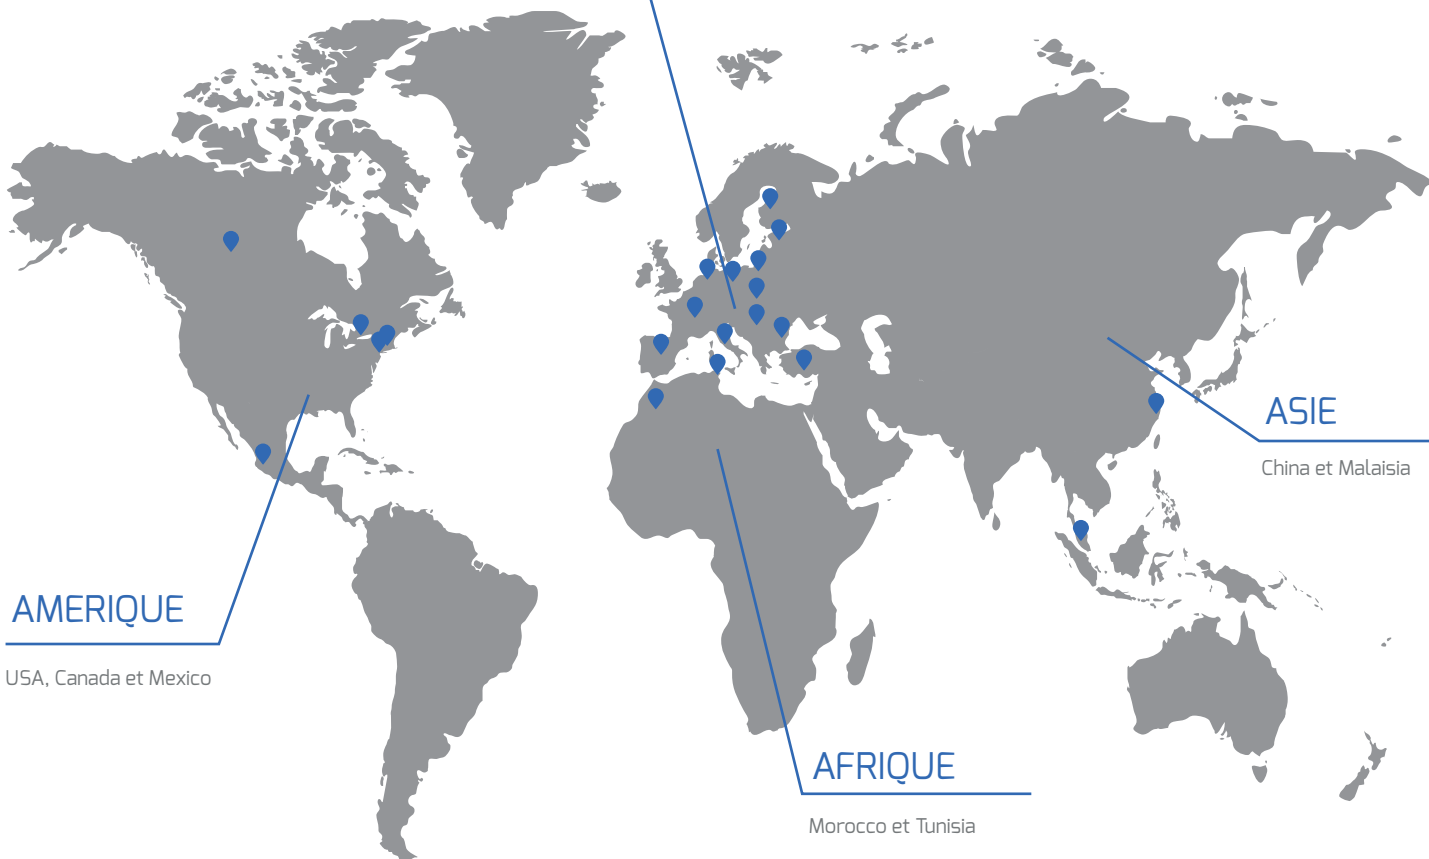 ASIE
China et Malaisia
AMERIQUE
USA, Canada et Mexico
AFRIQUE
Morocco et Tunisia